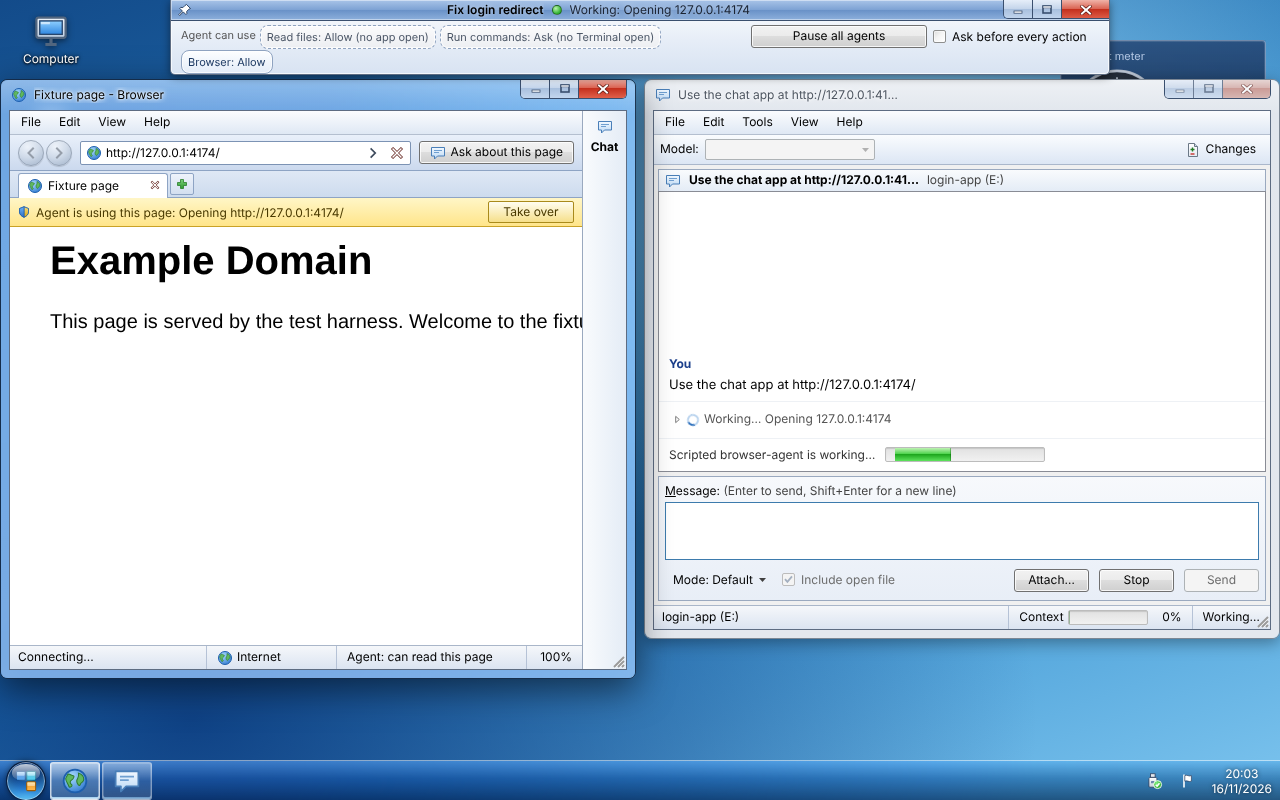 Computer
Fix login redirect Working: Opening 127.0.0.1:4174
Agent can use Read files: Allow (no app open) Run commands: Ask (no Terminal open) Pause all agents Ask before every action
Browser: Allow
meter
Fixture page - Browser
File Edit View Help
http://127.0.0.1:4174/ Ask about this page
Chat
Fixture page
Agent is using this page: Opening http://127.0.0.1:4174/ Take over
Example Domain
This page is served by the test harness. Welcome to the
Connecting... Internet Agent: can read this page 100%
Use the chat app at http://127.0.0.1:41...
File Edit Tools View Help
Model: Changes
Use the chat app at http://127.0.0.1:41... login-app (E:)
You
Use the chat app at http://127.0.0.1:4174/
Working... Opening 127.0.0.1:4174
Scripted browser-agent is working...
Message: (Enter to send, Shift+Enter for a new line)
Mode: Default Include open file Attach... Stop Send
login-app (E:) Context 0% Working...
20:03
16/11/2026